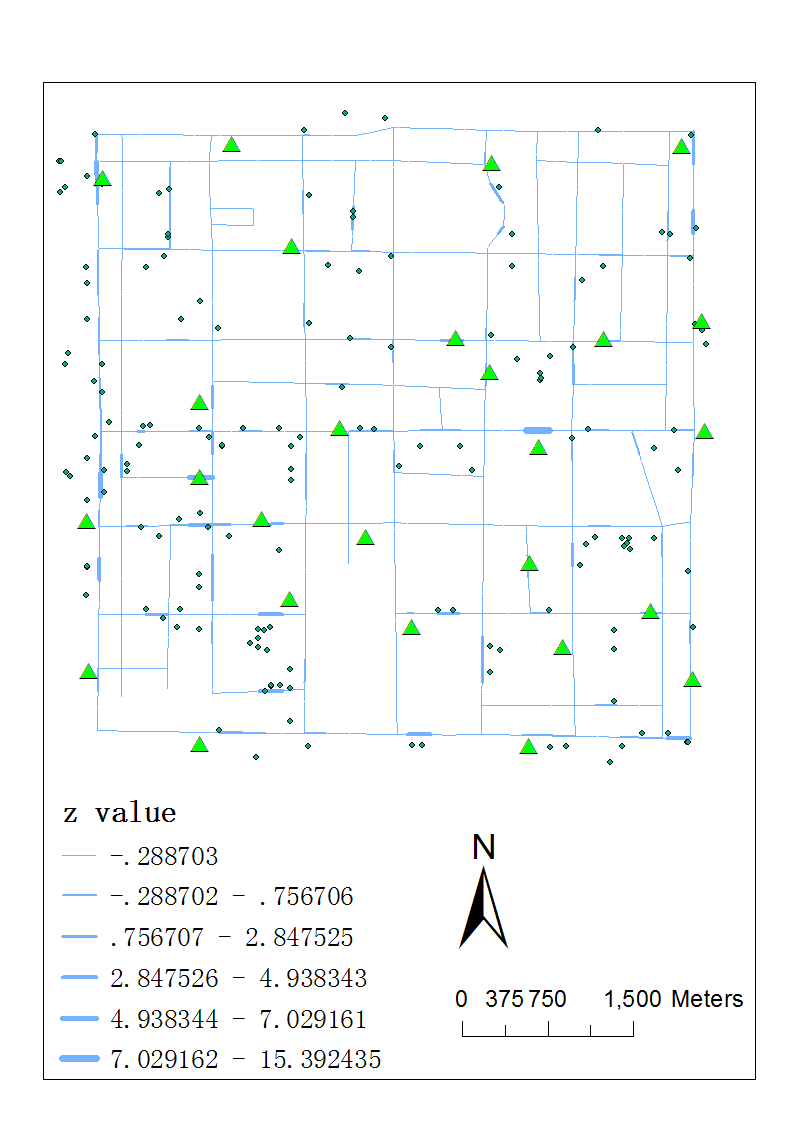 z value
-.288703
-.288702 - .756706
.756707 - 2.847525
2.847526 - 4.938343
4.938344 - 7.029161
7.029162 - 15.392435
N
0 375 750 1,500 Meters